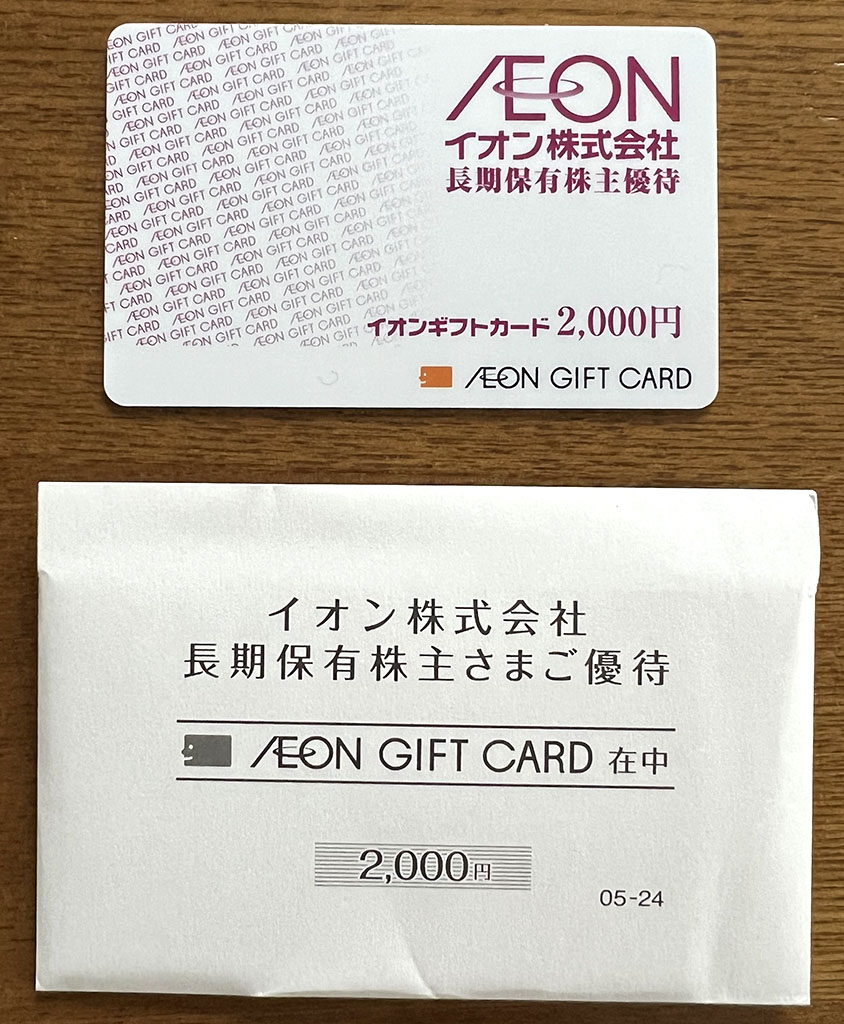 ÆON
イオン株式会社
長期保有株主優待
イオンギフトカード 2,000円
ÆON GIFT CARD
イオン株式会社
長期保有株主さまご優待
ÆON GIFT CARD 在中
2,000円
05-24